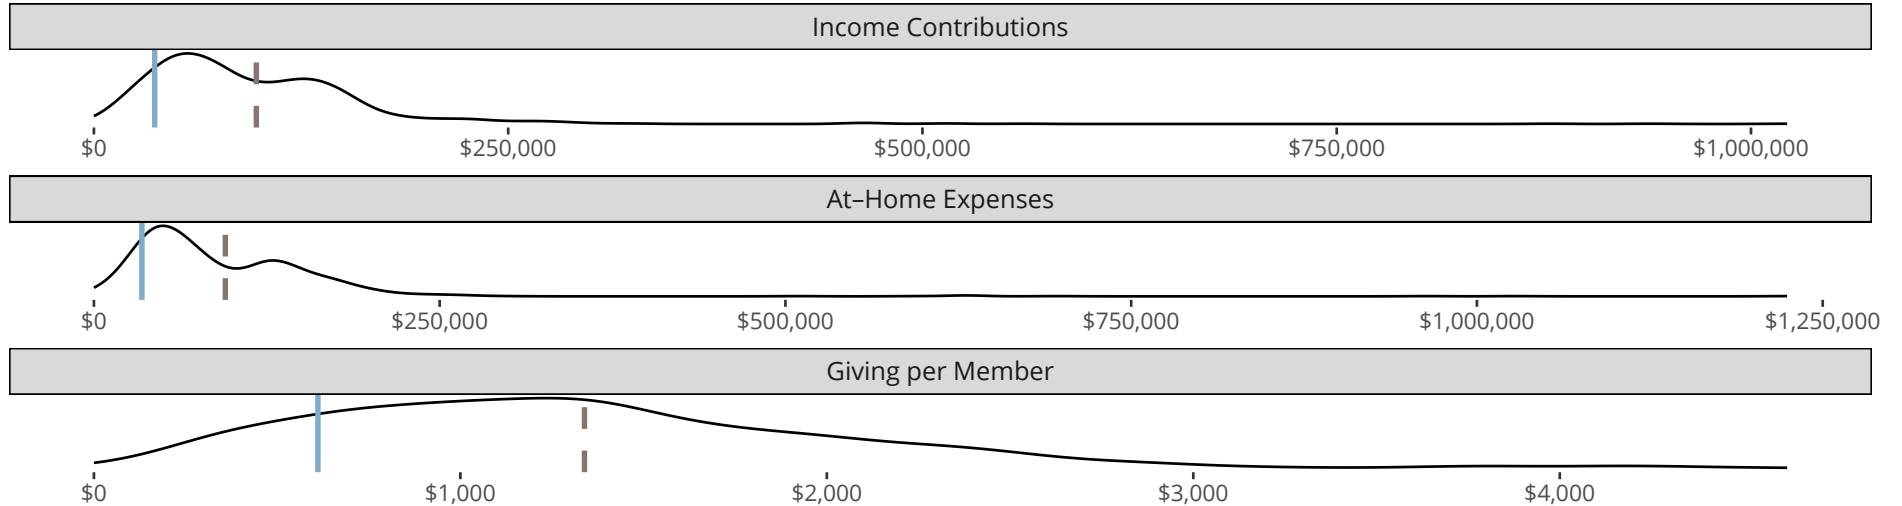 Income Contributions
$0 $250,000 $500,000 $750,000 $1,000,000
At–Home Expenses
$0 $250,000 $500,000 $750,000 $1,000,000 $1,250,000
Giving per Member
$0 $1,000 $2,000 $3,000 $4,000